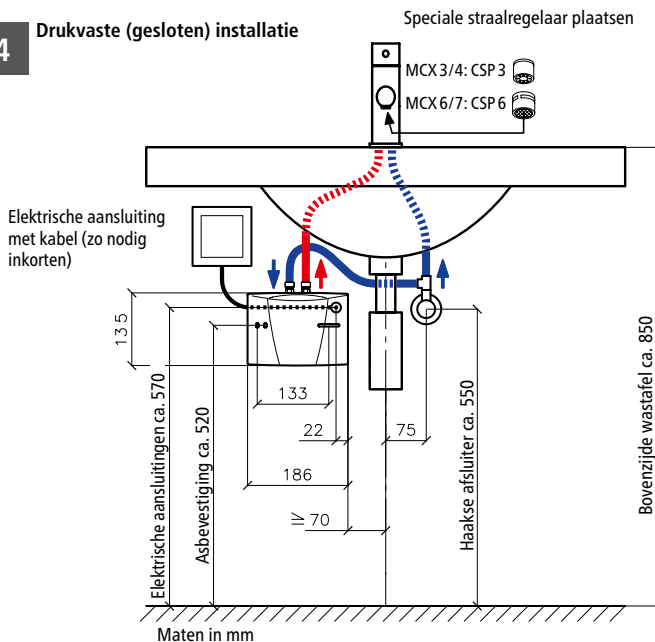 4
Drukvaste (gesloten) installatie
Speciale straalregelaar plaatsen
MCX 3/4: CSP 3
MCX 6/7: CSP 6
Elektrische aansluiting
met kabel (zo nodig
inkorten)
135
133
22
75
186
≥ 70
Elektrische aansluitingen ca. 570
Asbevestiging ca. 520
Haakse afsluiter ca. 550
Bovenzijde wastafel ca. 850
Maten in mm